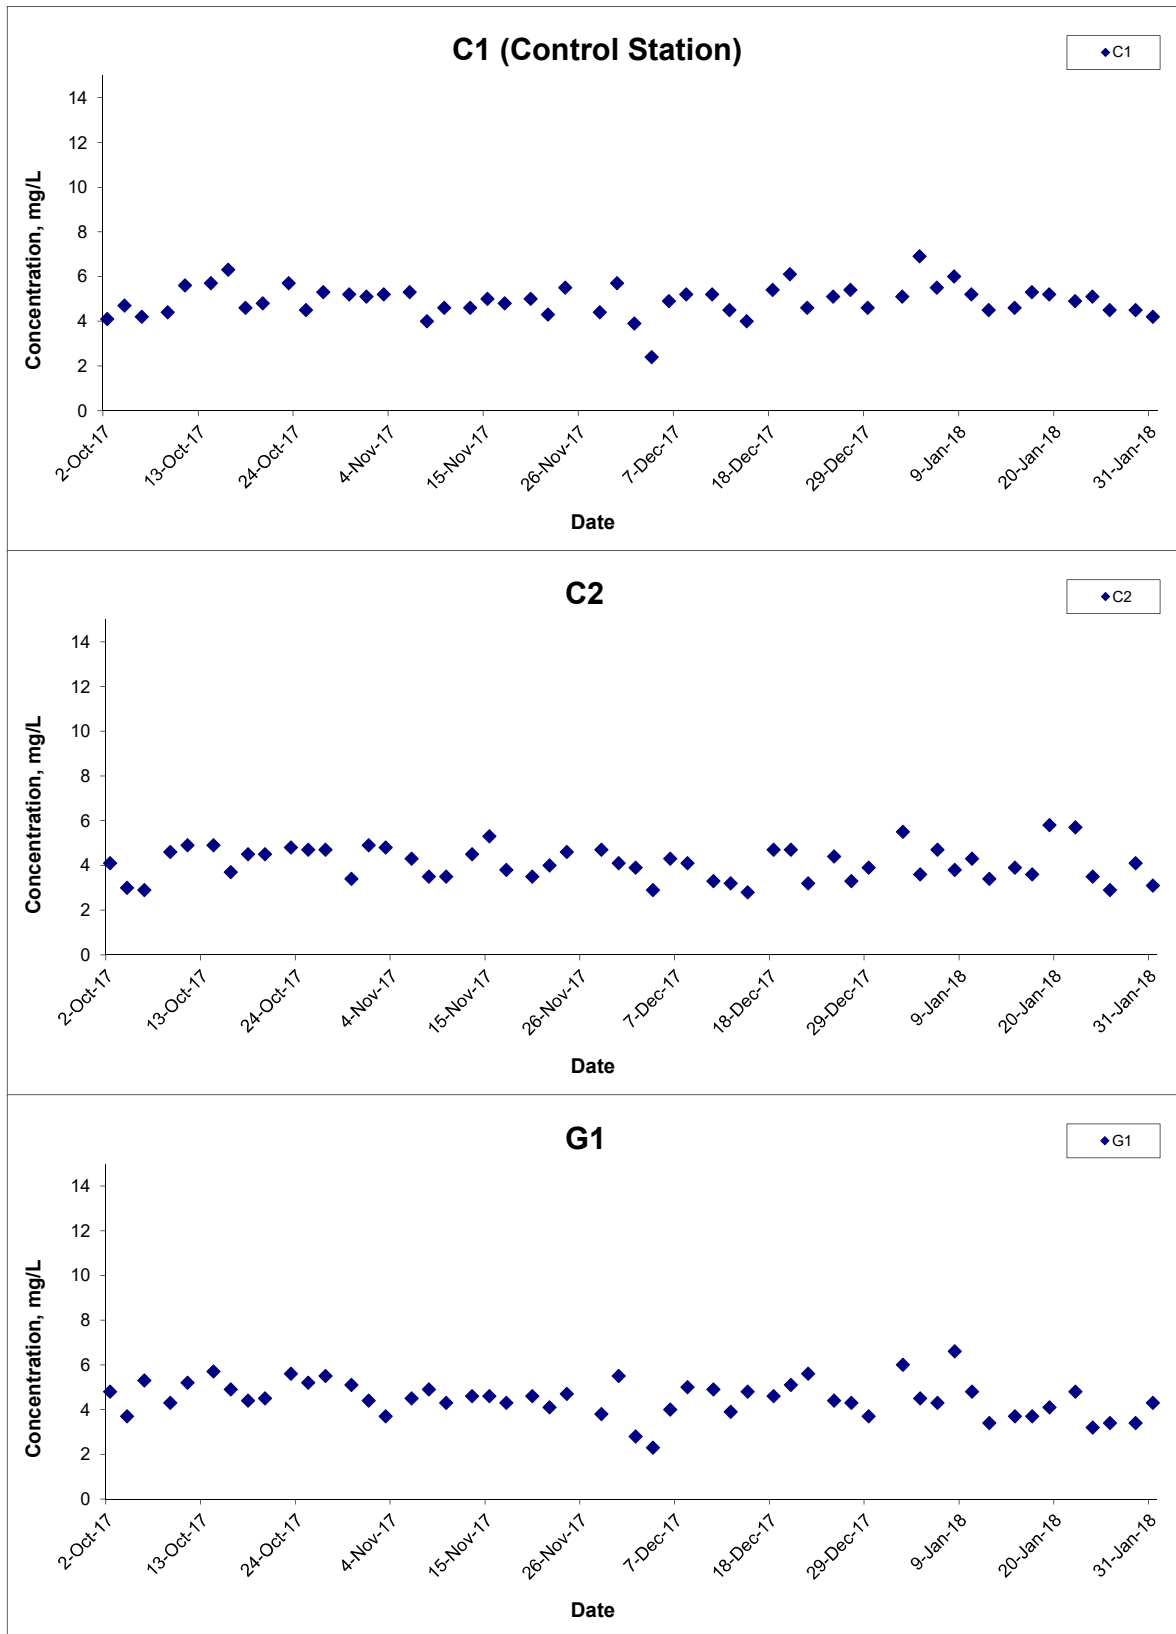 C1 (Control Station)
C1
14
12
10
8
6
4
2
0
Concentration, mg/L
2-Oct-17
13-Oct-17
24-Oct-17
4-Nov-17
15-Nov-17
26-Nov-17
7-Dec-17
18-Dec-17
29-Dec-17
9-Jan-18
20-Jan-18
31-Jan-18
Date
C2
C2
14
12
10
8
6
4
2
0
Concentration, mg/L
2-Oct-17
13-Oct-17
24-Oct-17
4-Nov-17
15-Nov-17
26-Nov-17
7-Dec-17
18-Dec-17
29-Dec-17
9-Jan-18
20-Jan-18
31-Jan-18
Date
G1
G1
14
12
10
8
6
4
2
0
Concentration, mg/L
2-Oct-17
13-Oct-17
24-Oct-17
4-Nov-17
15-Nov-17
26-Nov-17
7-Dec-17
18-Dec-17
29-Dec-17
9-Jan-18
20-Jan-18
31-Jan-18
Date